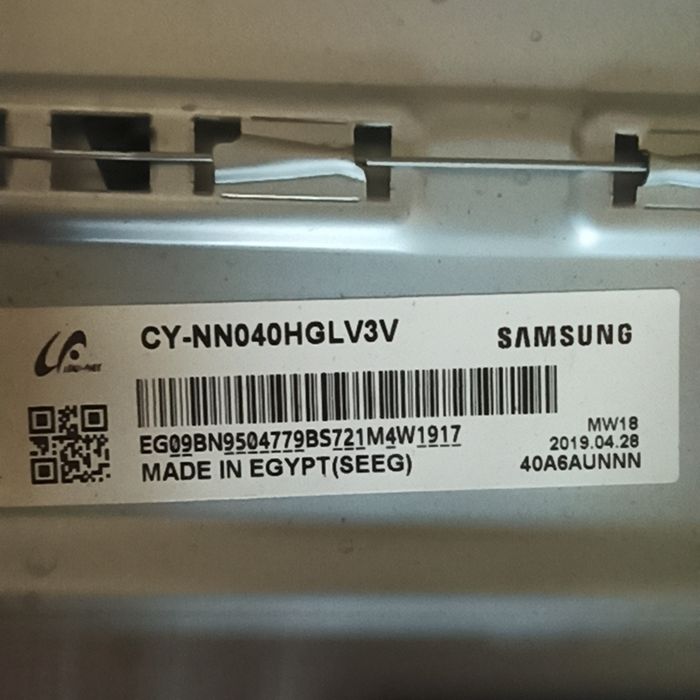 CY-NN040HGLV3V
SAMSUNG
EG09BN9504779BS721M4W1917
MADE IN EGYPT(SEEG)
MW18
2019.04.28
40A6AUNNN